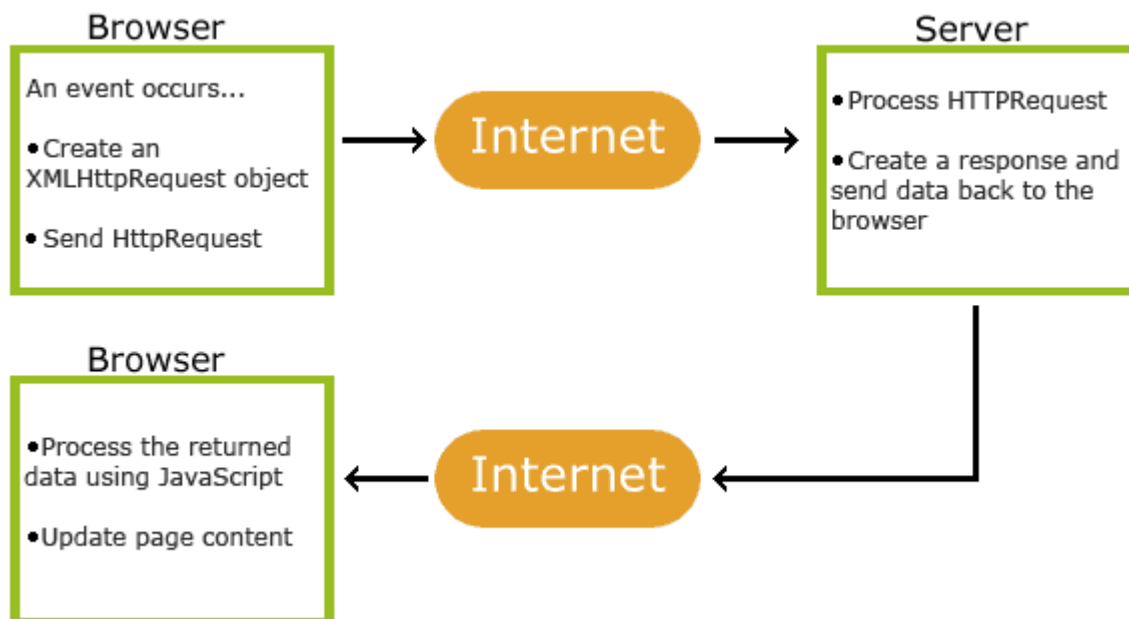 Browser
An event occurs...
•Create an
XMLHttpRequest object
• Send HttpRequest
Internet
Server
•Process HTTPRequest
•Create a response and
send data back to the
browser
Browser
•Process the returned
data using JavaScript
•Update page content
Internet